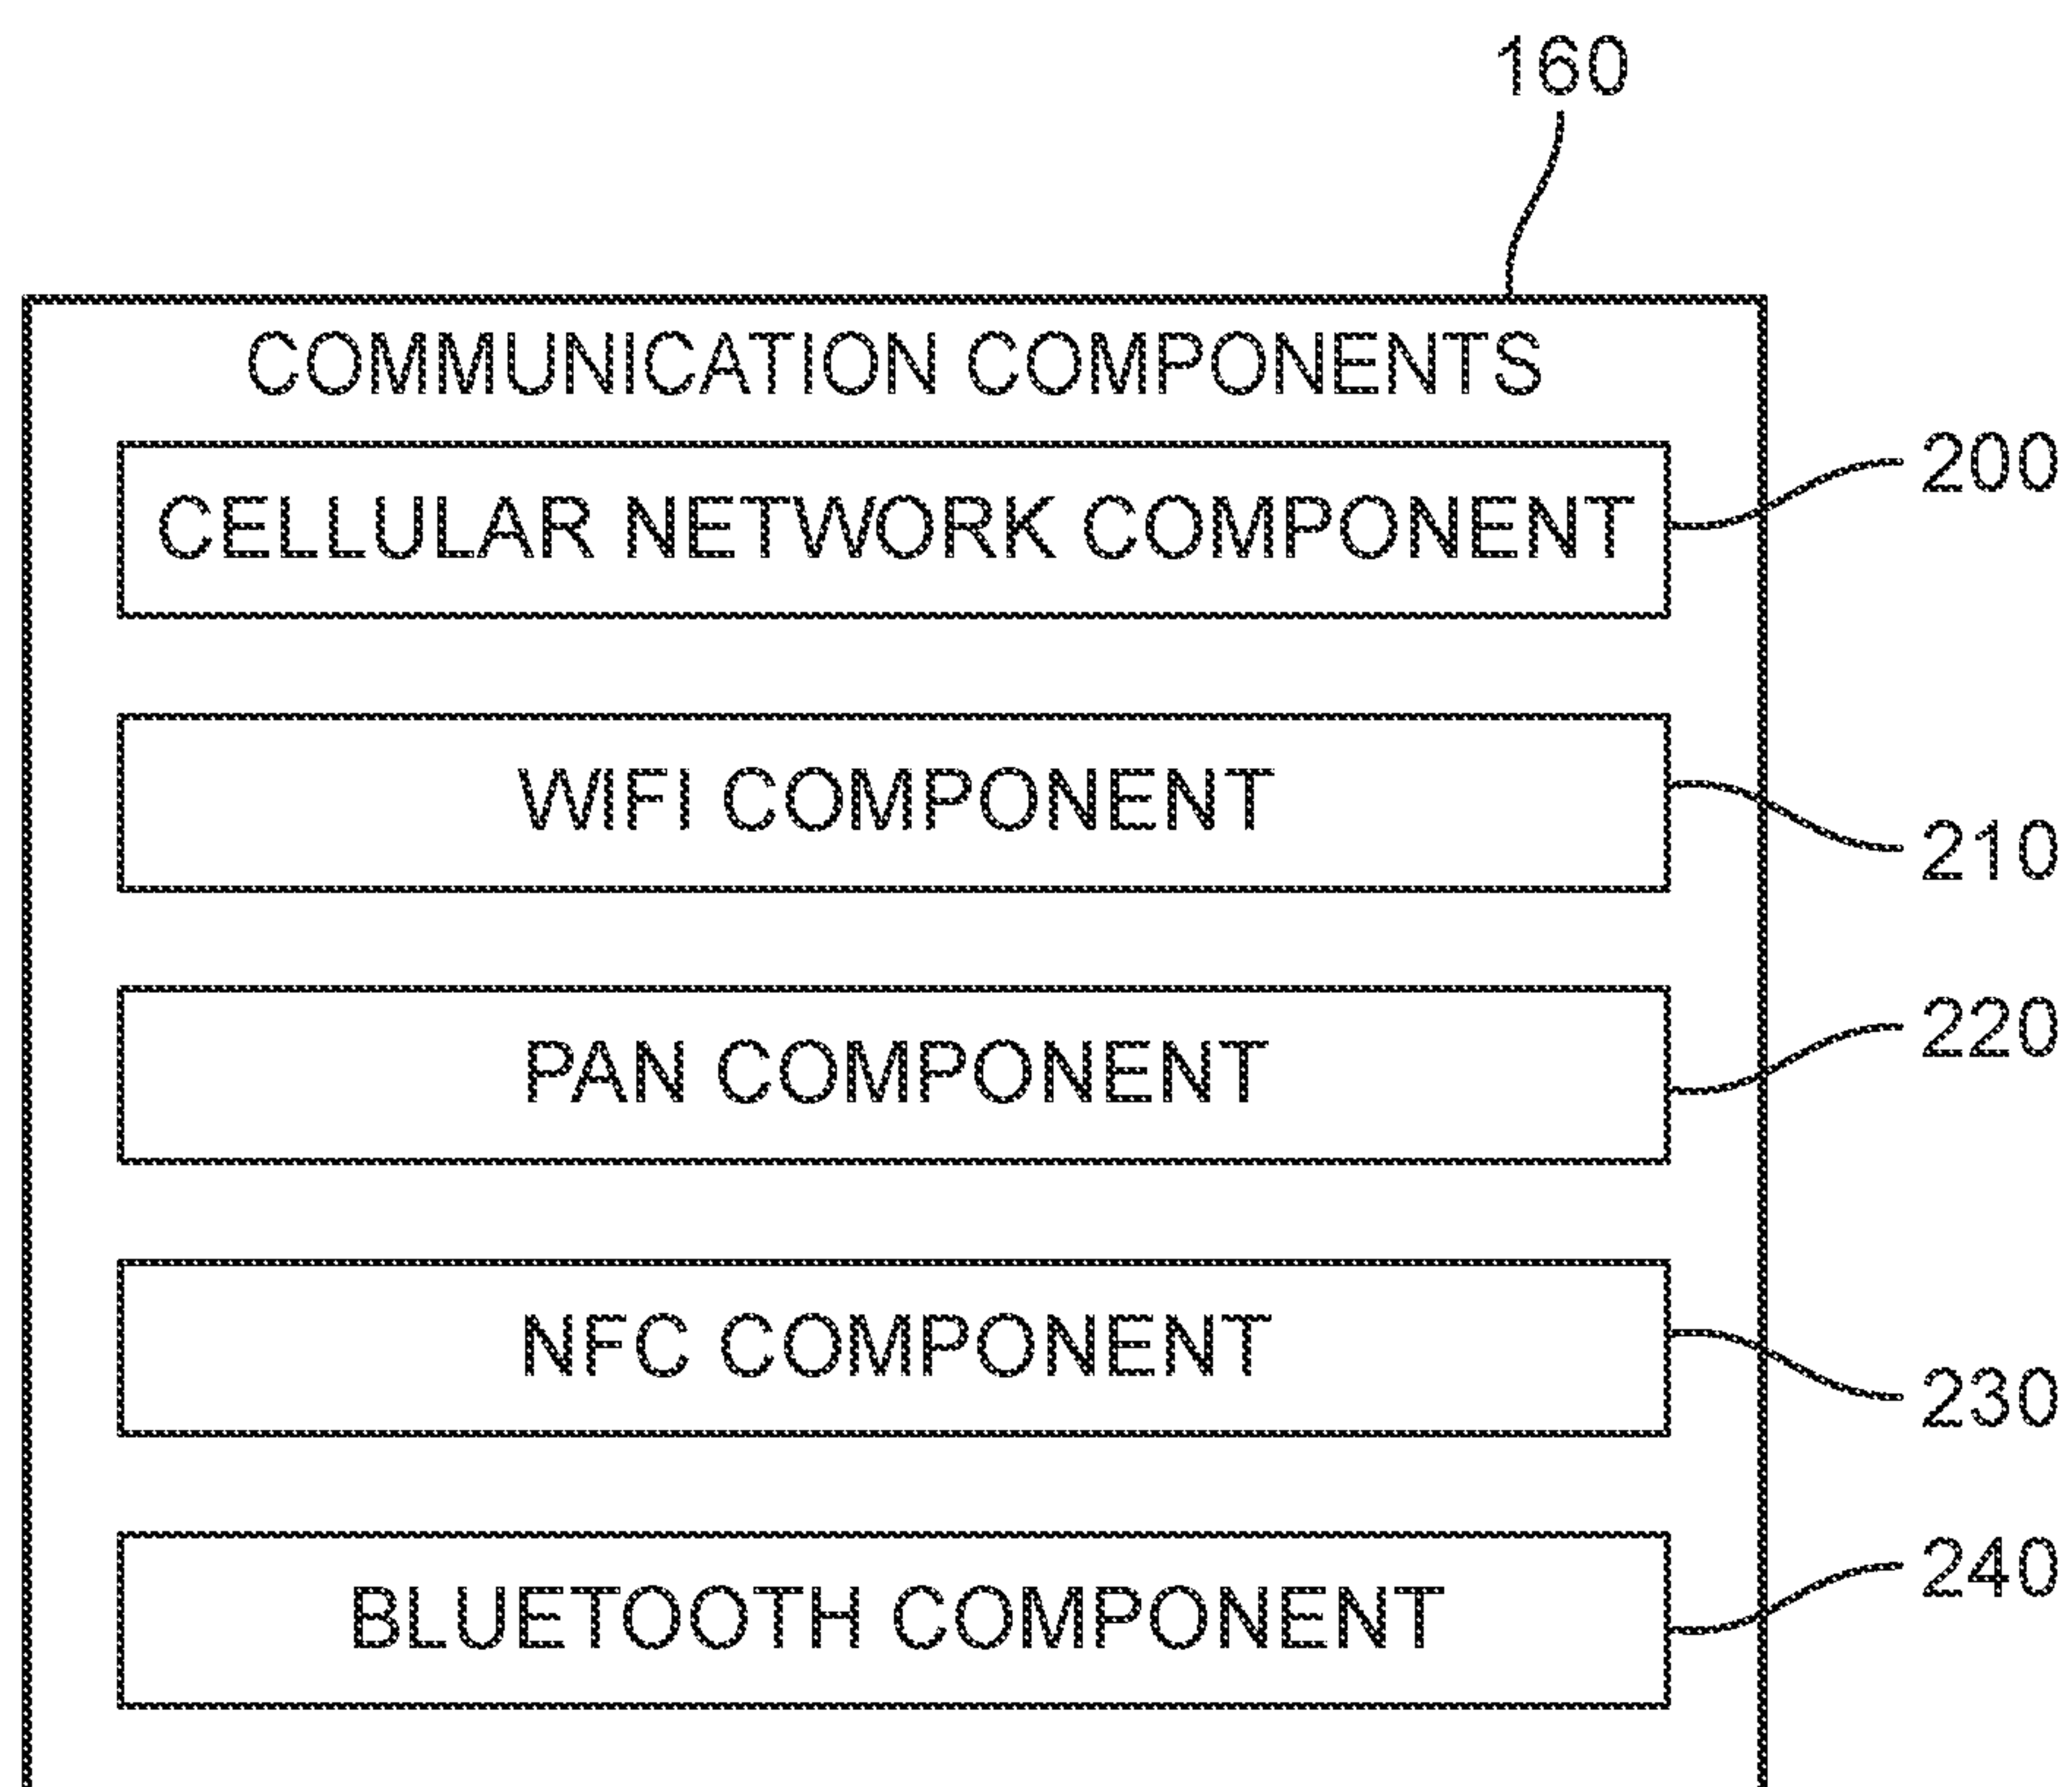 160
COMMUNICATION COMPONENTS
CELLULAR NETWORK COMPONENT
200
WIFI COMPONENT
210
PAN COMPONENT
220
NFC COMPONENT
230
BLUETOOTH COMPONENT
240